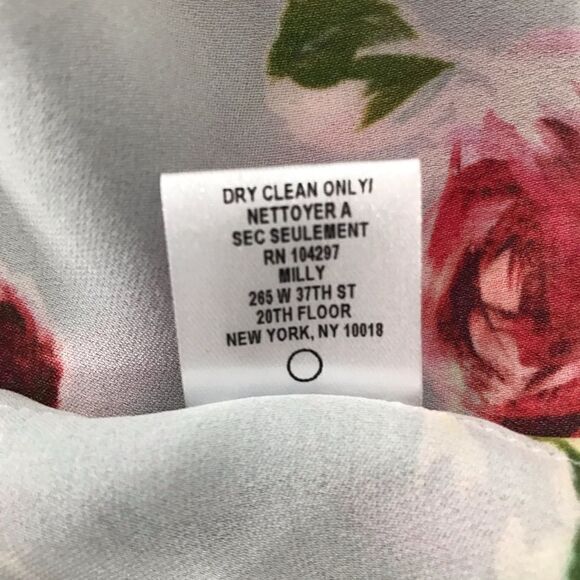 DRY CLEAN ONLY/
NETTOYER A
SEC SEULEMENT
RN 104297
MILLY
265 W 37TH ST
20TH FLOOR
NEW YORK, NY 10018